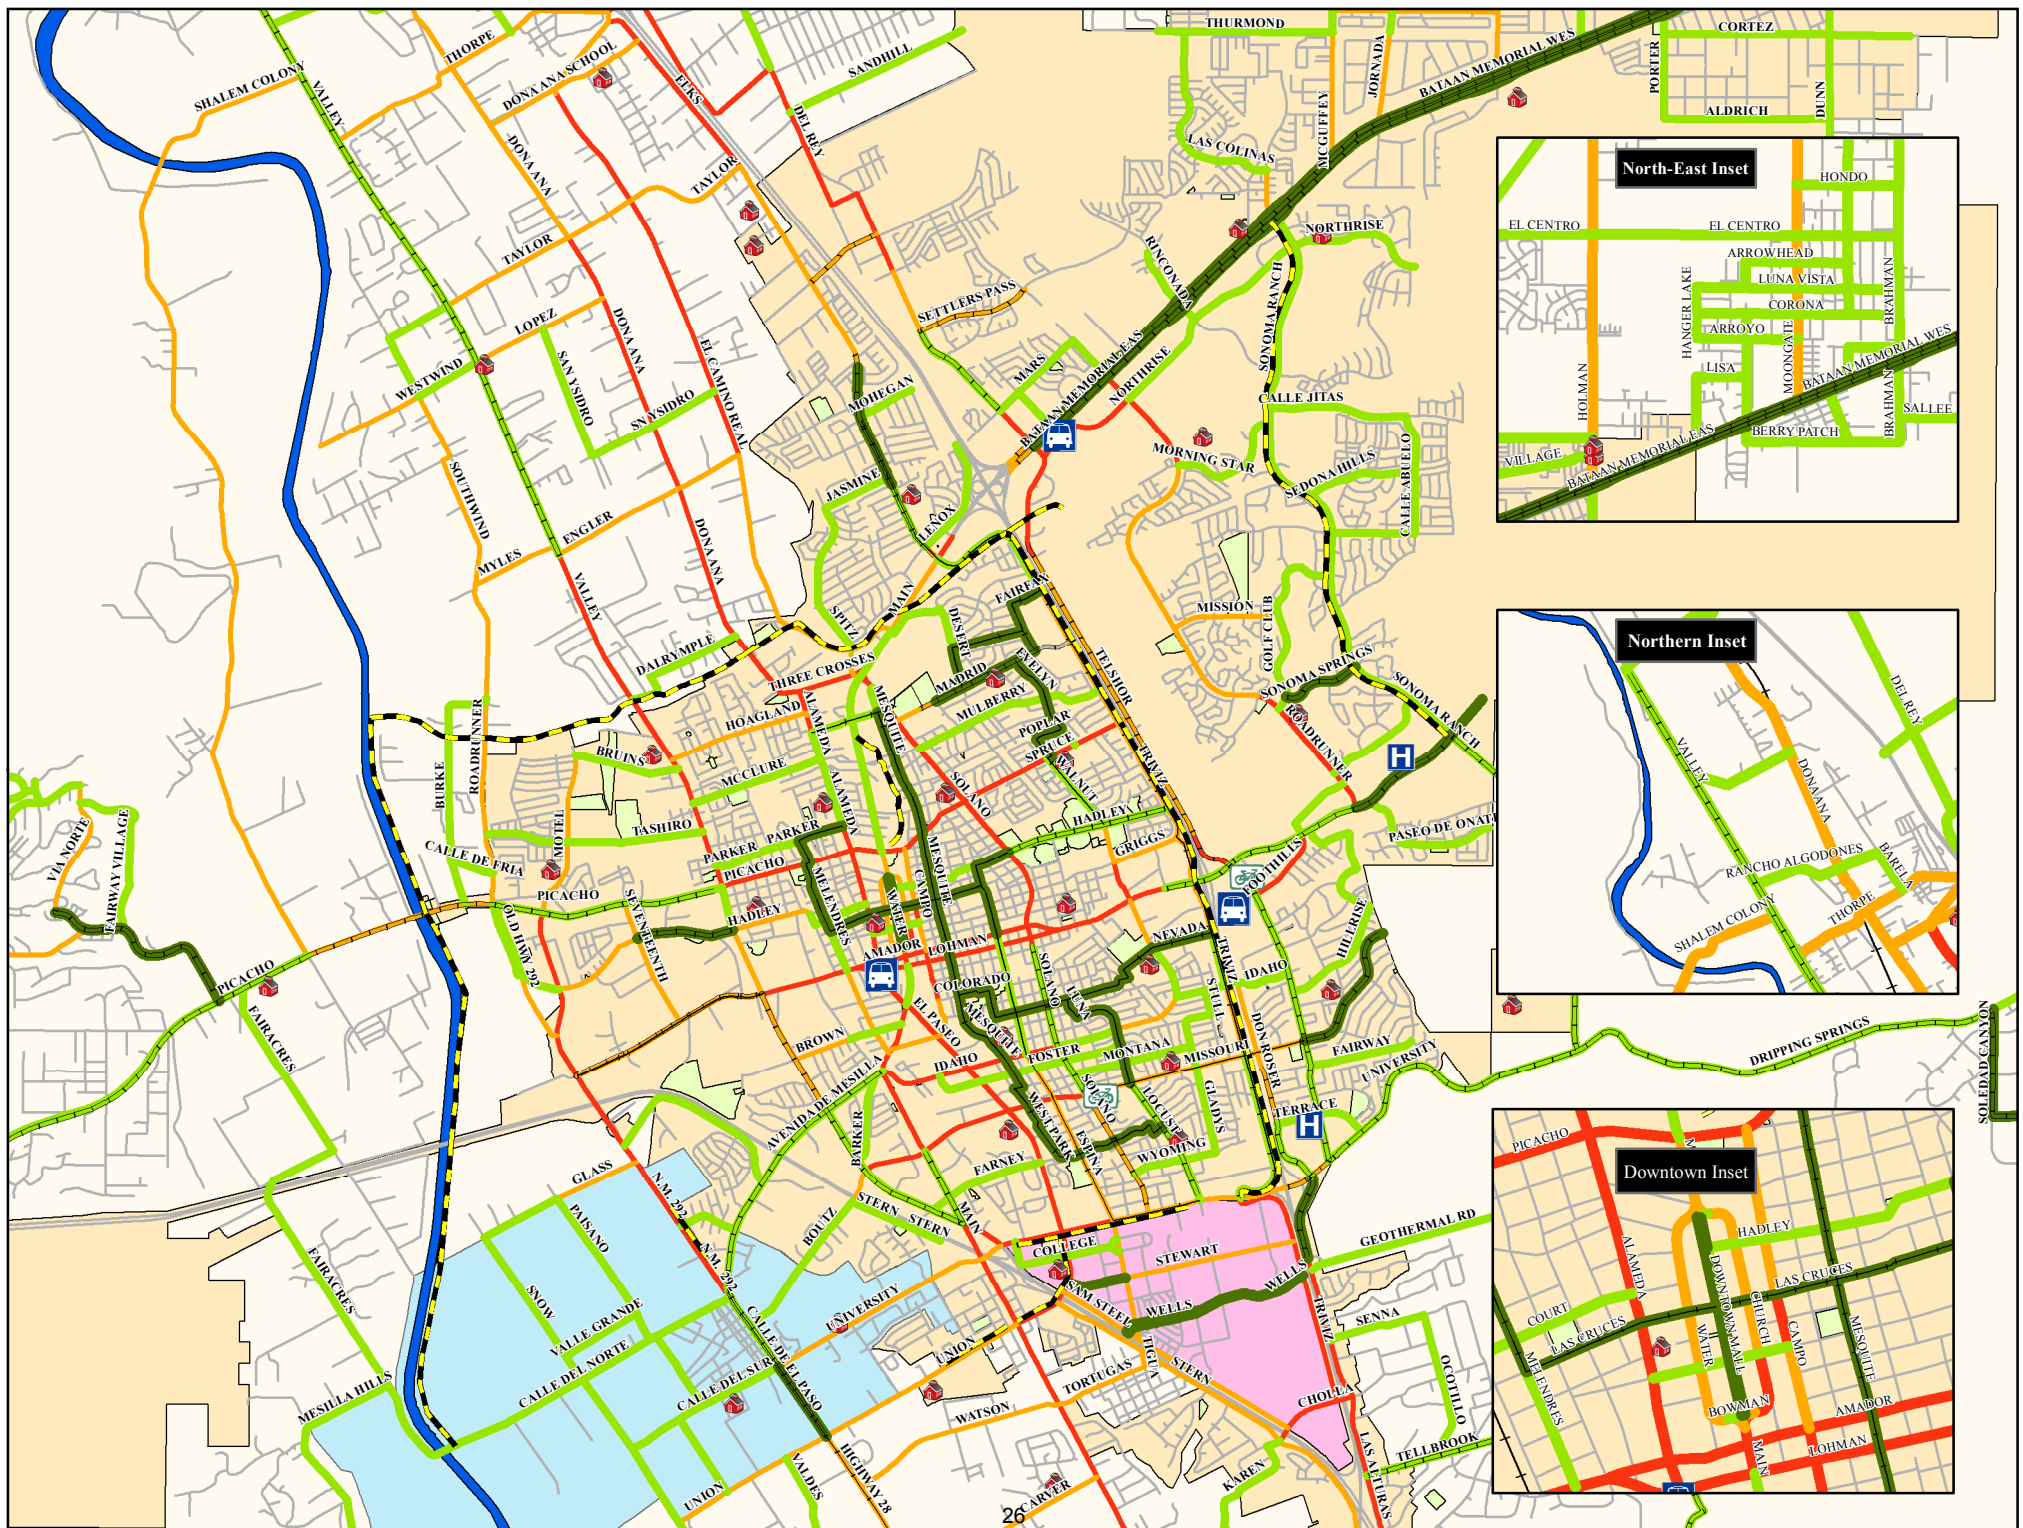 THURMOND
CORTEZ
THORPE
SHALEM COLONY
DONA ANA SCHOOL
ELKS
SANDHILL
VALLEY
DEL REY
JORNADA
BATAAN MEMORIAL WES
PORTER
DUNN
ALDRICH
LAS COLINAS
MCGUFFEY
DONA ANA
TAYLOR
TAYLOR
North-East Inset
HONDO
EL CENTRO
EL CENTRO
ARROWHEAD
LUNA VISTA
CORONA
ARROYO
HANGER LAKE
BRAHMAN
LISA
MOONGATE
HOLMAN
BATAAN MEMORIAL WES
BRAHMAN
SALLEE
BERRY PATCH
VILLAGE
BATAAN MEMORIAL EAS
NORTHRISE
RINCONADA
SONOMA RANCH
SETTLERS PASS
LOPEZ
DONA ANA
SAN YSIDRO
EL CAMINO REAL
WESTWIND
SN YSIDRO
MARS
BATAAN MEMORIAL EAS
NORTHRISE
MOHEGAN
CALLE JITAS
MORNING STAR
SEDONA HILLS
CALLE ABUELO
SOUTHWIND
JASMINE
LENOX
ENGLER
MYLES
DONA ANA
VALLEY
MAIN
FAIRFAX
SPITZ
DESERT
MISSION
GOLF CLUB
Northern Inset
DEL REY
VALLEY
DONA ANA
RANCHO ALGODONES
BARELA
SHALEM COLONY
THORPE
DALRYMPLE
THREE CROSSES
MADRID
EVELYN
TELSHOR
SONOMA SPRINGS
SONOMA RANCH
MESQUITE
MULBERRY
HOAGLAND
ALAMEDA
POPLAR
SPRUCE
ROADRUNNER
ROADRUNNER
BURKE
BRUINS
MCCLURE
WALNUT
TRIVIZ
ALAMEDA
SOLANO
HADLEY
GRIGGS
PASEO DE ONAT
VIA NORTE
FAIRWAY VILLAGE
TASHIRO
MOTEL
PARKER
PARKER
CALLE DE FRIA
PICACHO
PICACHO
MESQUITE
CAMPO
FOOTHILLS
OLD HWY 292
SEVENTEENTH
HADLEY
MELENDRES
WATER
AMADOR
LOHMAN
NEVADA
HILLRISE
PICACHO
COLORADO
SOLANO
LUNA
TRIVIZ
IDAHO
STULL
FAIRACRES
EL PASEO
MESQUITE
BROWN
IDAHO
FOSTER
MONTANA
MISSOURI
DON ROSER
FAIRWAY
UNIVERSITY
DRIPPING SPRINGS
SOLEDAD CANYON
AVENIDA DE MESILLA
BARKER
WEST PARK
SOLANO
LOCUST
GLADYS
TERRACE
ESPINA
WYOMING
FARNEY
GLASS
N.M. 292
STERN
STERN
MAIN
PAISANO
BOUTZ
COLLEGE
STEWART
GEOTHERMAL RD
N.M. 292
FAIRACRES
SNOW
WELLS
WELLS
SAM STEEL
UNIVERSITY
VALLE GRANDE
CALLE DEL NORTE
CALLE DE EL PASO
CALLE DEL SUR
UNION
TIGUA
STERN
TRIVIZ
SENNA
OCOTILLO
TORTUGAS
CHOLLA
MESILLA HILLS
WATSON
HIGHWAY 28
VALDES
UNION
TELLBROOK
KAREN
LAS ALTURAS
CARVER
26
PICACHO
Downtown Inset
HADLEY
ALAMEDA
DOWNTOWN MALL
LAS CRUCES
COURT
LAS CRUCES
WATER
CHURCH
CAMPO
MESQUITE
MELENDRES
BOWMAN
AMADOR
LOHMAN
MAIN